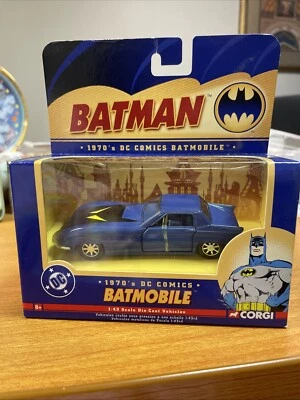 BATMAN
• 1970's DC COMICS BATMOBILE •
DC
• 1970's DC COMICS •
BATMOBILE
1:43 Scale Die Cast Vehicles
8+
CORGI